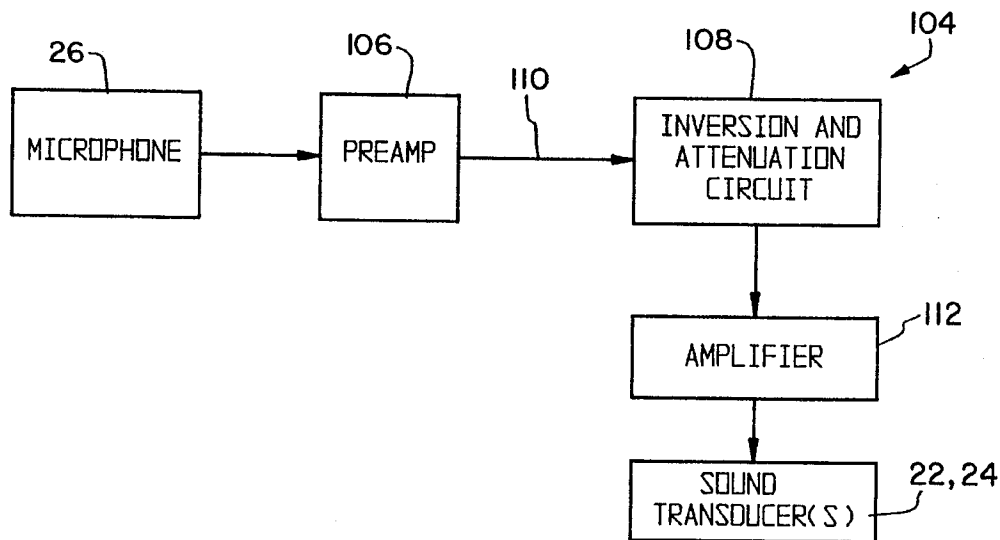 26
106
108
104
110
MICROPHONE
PREAMP
INVERSION AND
ATTENUATION
CIRCUIT
112
AMPLIFIER
22,24
SOUND
TRANSDUCER(S)